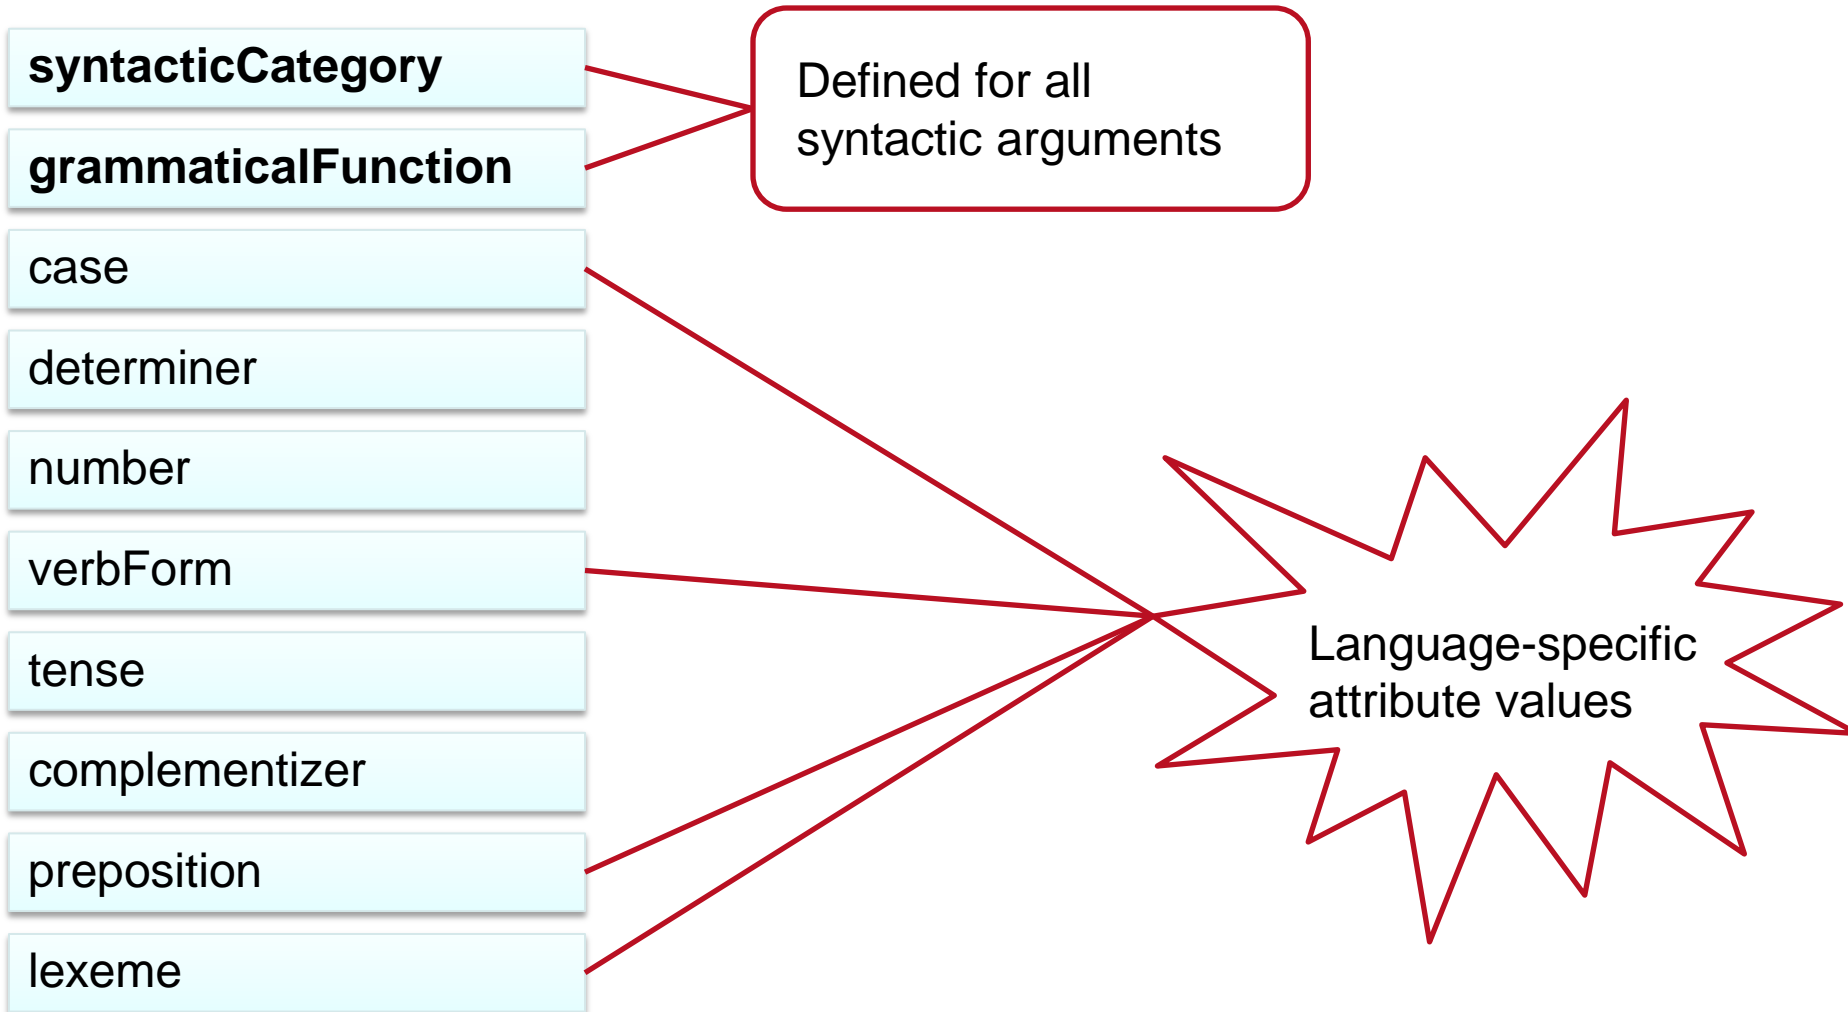 syntacticCategory
grammaticalFunction
case
determiner
number
verbForm
tense
complementizer
preposition
lexeme
Defined for all
syntactic arguments
Language-specific
attribute values